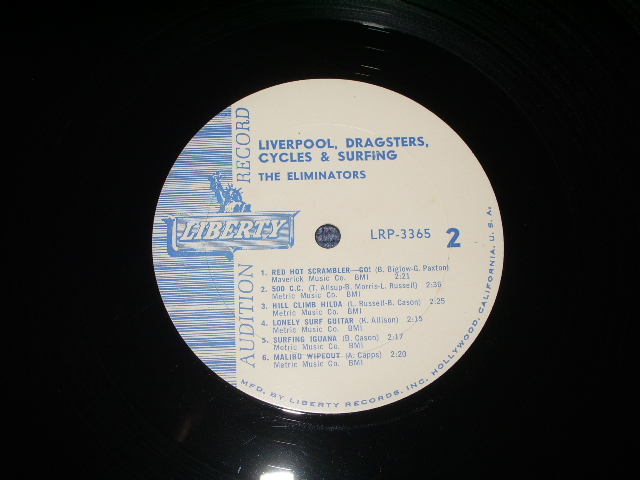 LIVERPOOL, DRAGSTERS,
CYCLES & SURFING
THE ELIMINATORS
AUDITION RECORD
LIBERTY
LRP-3365 2
1. RED HOT SCRAMBLER—GO! (B. Biglow-G. Paxton)
Maverick Music Co. BMI 2:21
2. 500 C.C. (T. Allsup-B. Morris-L. Russell) 2:36
Metric Music Co. BMI
3. HILL CLIMB HILDA (L. Russell-B. Cason) 2:25
Metric Music Co. BMI
4. LONELY SURF GUITAR (K. Allison) 2:15
Metric Music Co. BMI
5. SURFING IGUANA (B. Cason) 2:17
Metric Music Co. BMI
6. MALIBU WIPEOUT (A. Capps) 2:20
Metric Music Co. BMI
MFD. BY LIBERTY RECORDS, INC. HOLLYWOOD, CALIFORNIA, U.S.A.